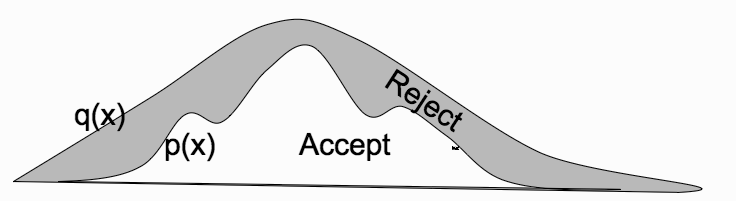 Reject
q(x)
p(x)
Accept